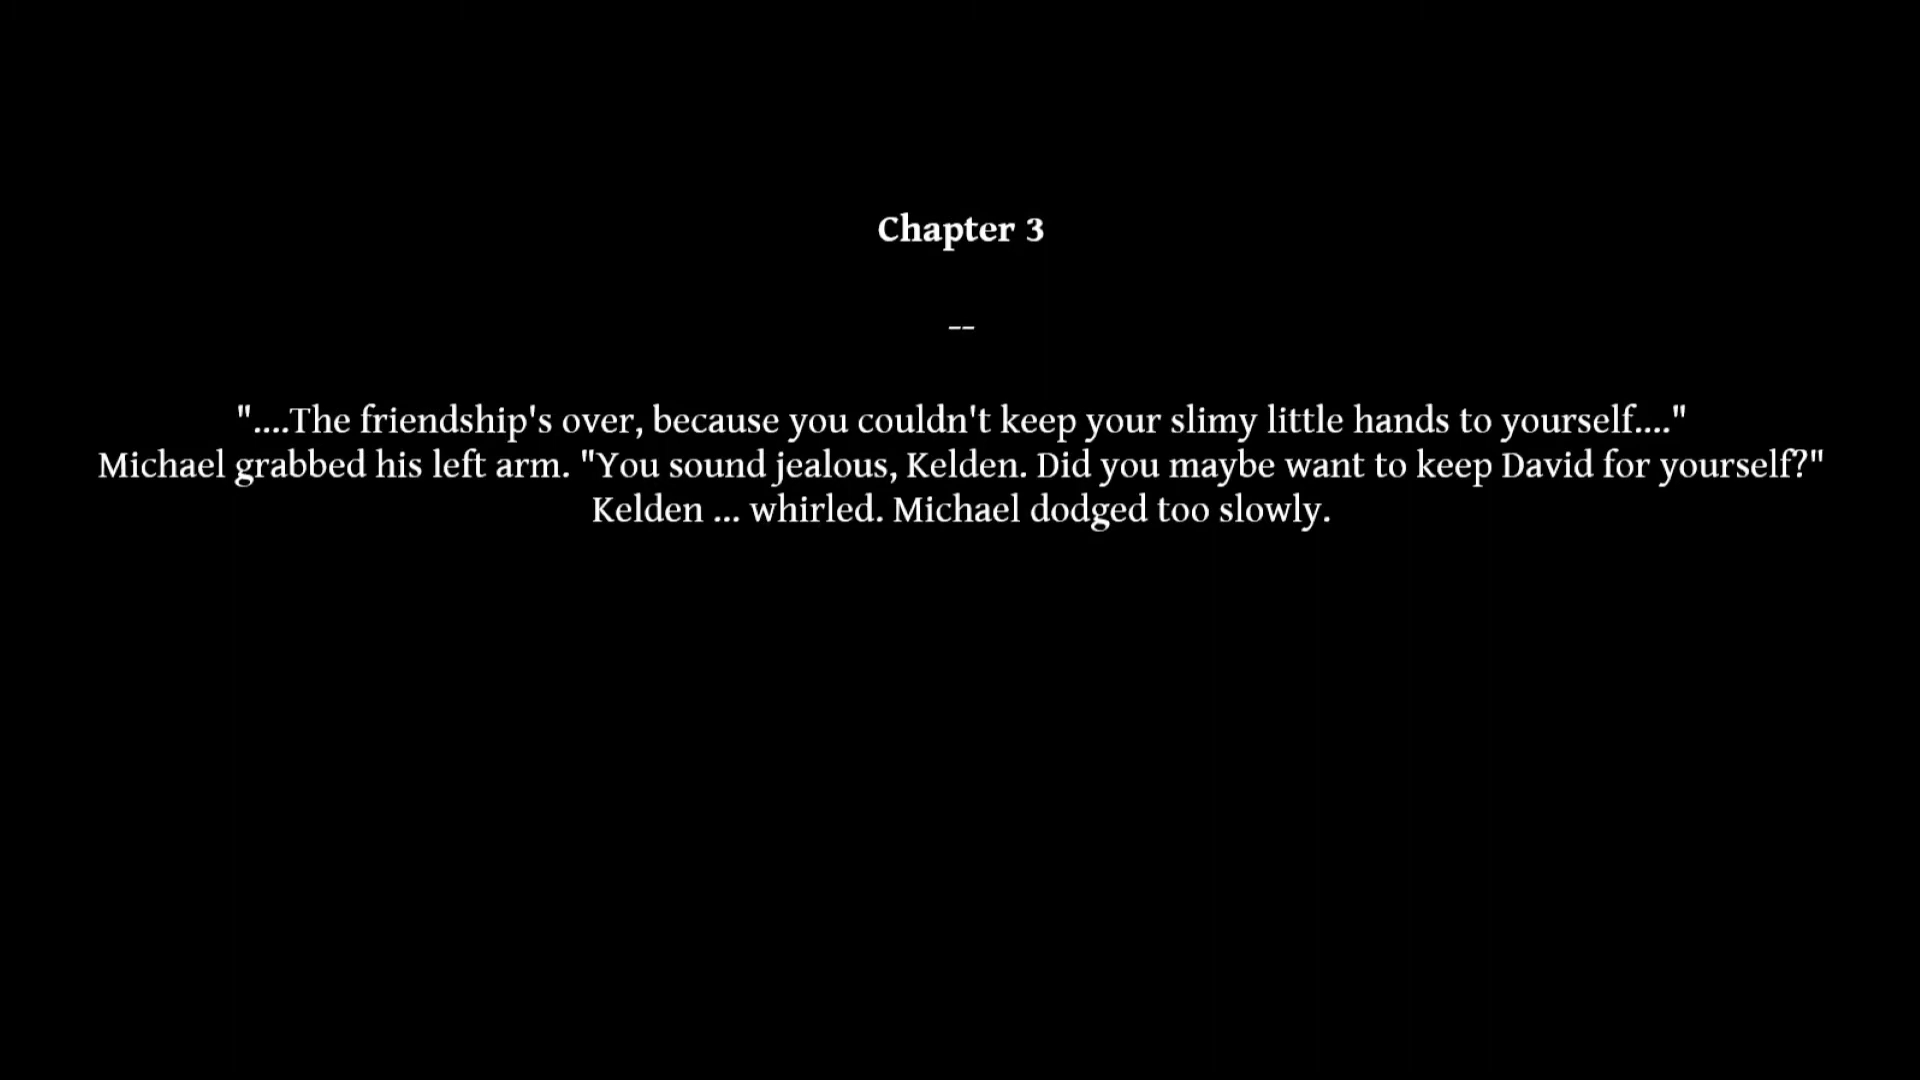 Chapter 3
--
"....The friendship's over, because you couldn't keep your slimy little hands to yourself...."
Michael grabbed his left arm. "You sound jealous, Kelden. Did you maybe want to keep David for yourself?"
Kelden ... whirled. Michael dodged too slowly.